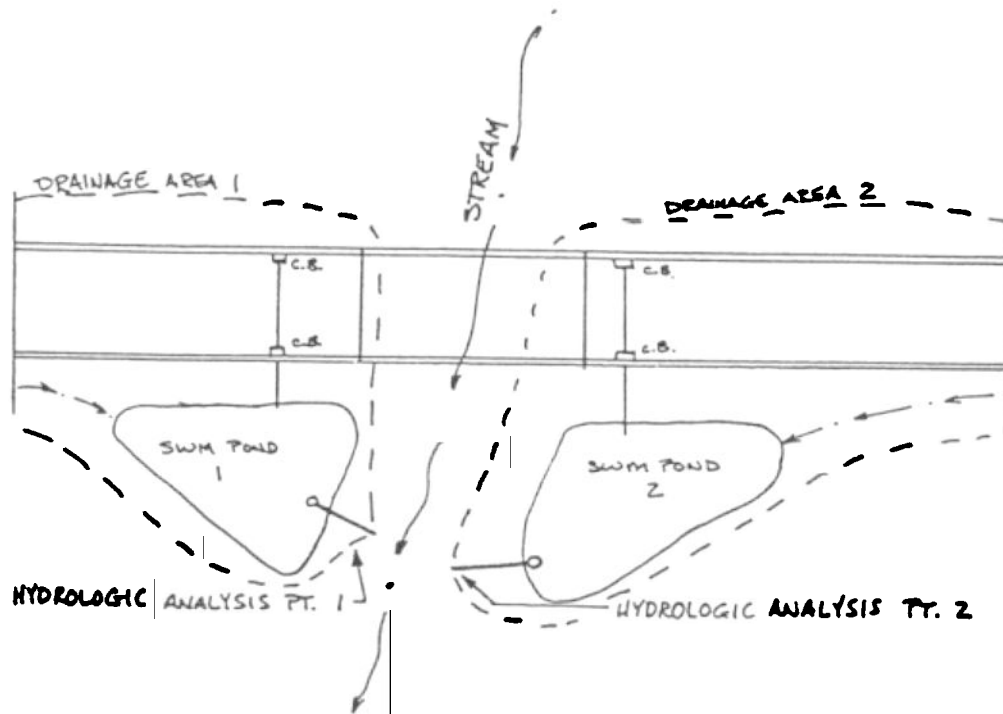 STREAM
DRAINAGE AREA 1
DRAINAGE AREA 2
C.B.
C.B.
C.B.
C.B.
SWM POND
1
SWM POND
2
HYDROLOGIC ANALYSIS PT. 1
HYDROLOGIC ANALYSIS PT. 2